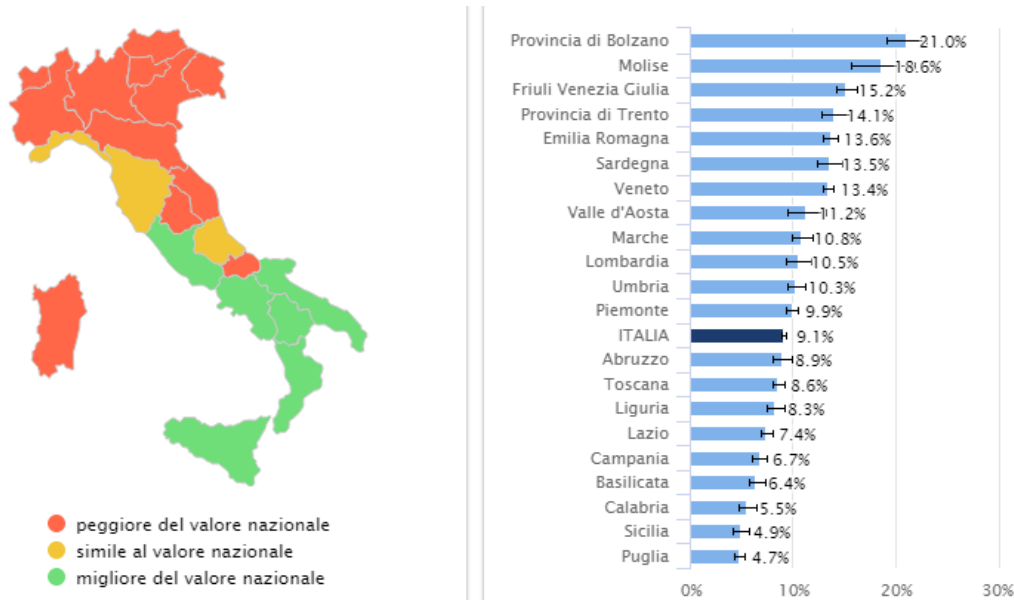 peggiore del valore nazionale
simile al valore nazionale
migliore del valore nazionale
Provincia di Bolzano 21.0%
Molise 18.6%
Friuli Venezia Giulia 15.2%
Provincia di Trento 14.1%
Emilia Romagna 13.6%
Sardegna 13.5%
Veneto 13.4%
Valle d'Aosta 11.2%
Marche 10.8%
Lombardia 10.5%
Umbria 10.3%
Piemonte 9.9%
ITALIA 9.1%
Abruzzo 8.9%
Toscana 8.6%
Liguria 8.3%
Lazio 7.4%
Campania 6.7%
Basilicata 6.4%
Calabria 5.5%
Sicilia 4.9%
Puglia 4.7%
0% 10% 20% 30%